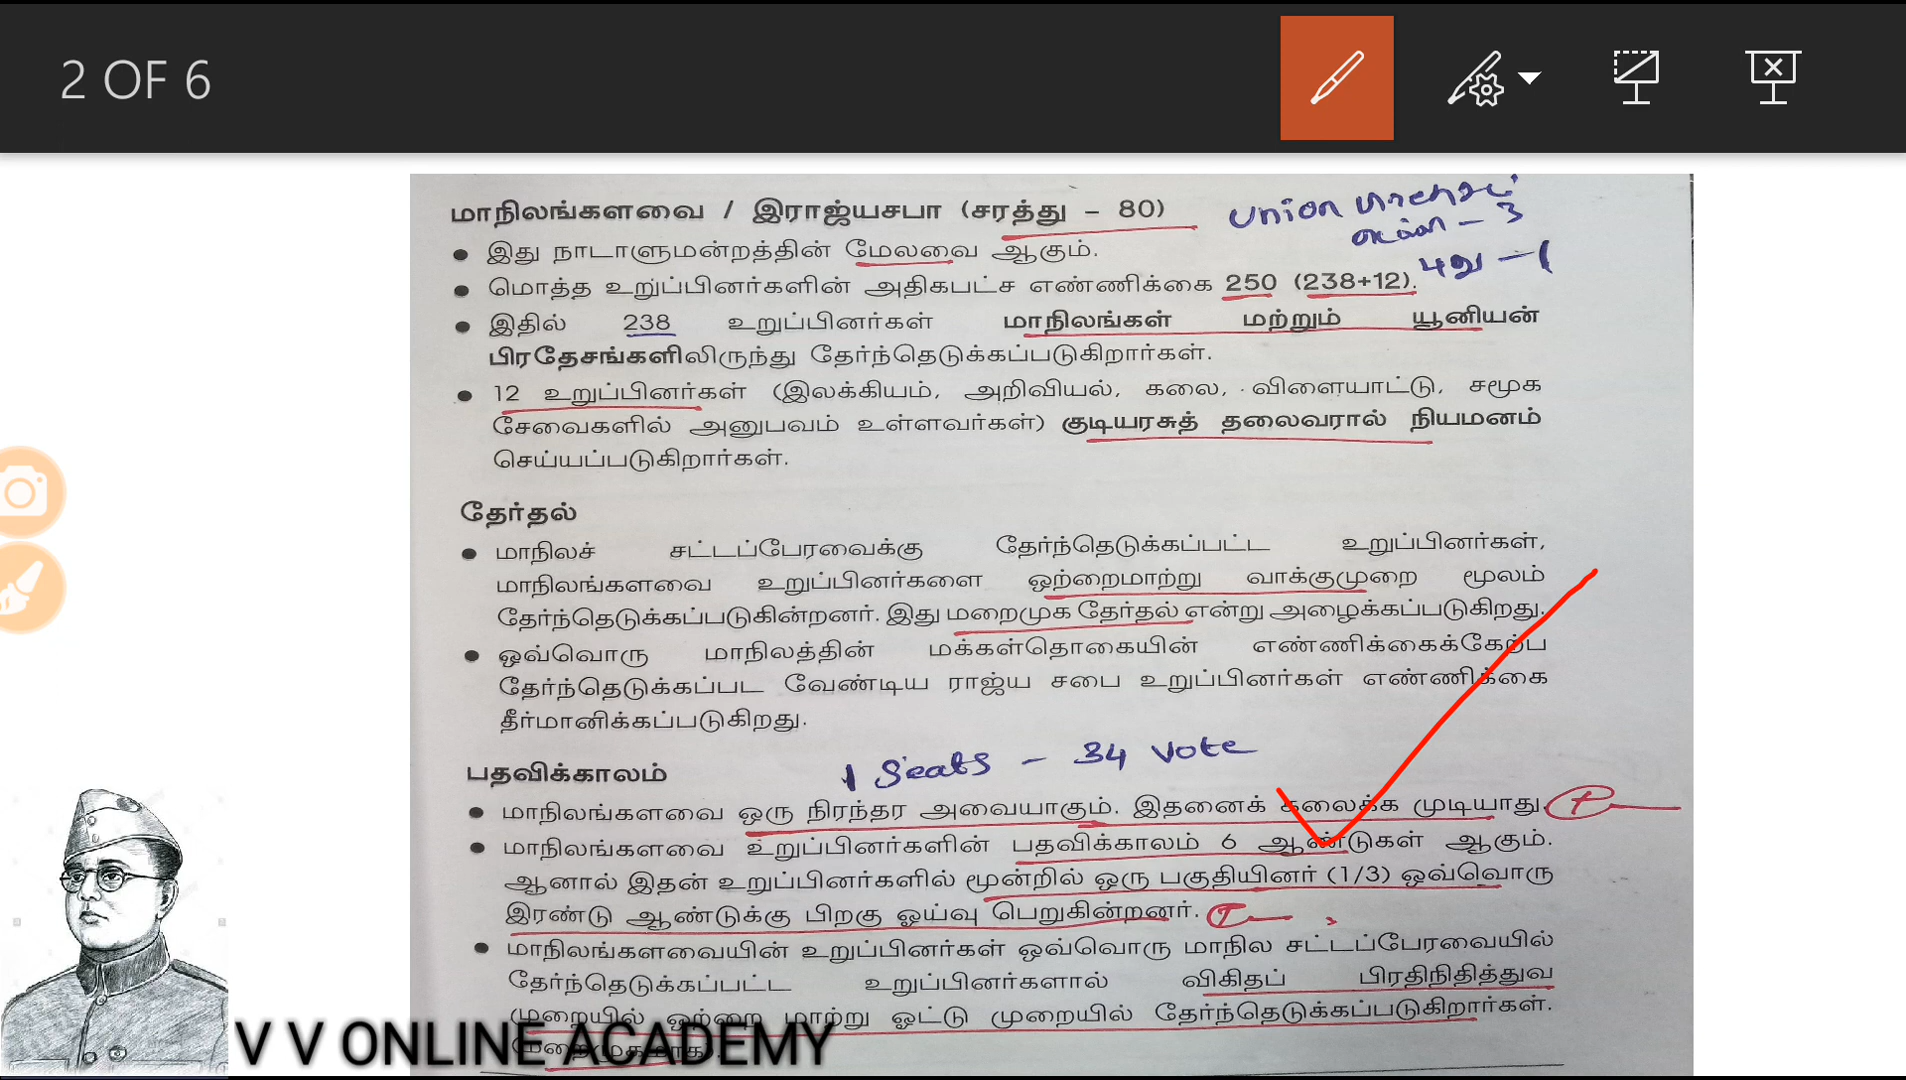 2 OF 6
மாநிலங்களவை / இராஜ்யசபா (சரத்து – 80)
Union
– 3
• இது நாடாளுமன்றத்தின் மேலவை ஆகும்.
• மொத்த உறுப்பினர்களின் அதிகபட்ச எண்ணிக்கை 250 (238+12).
• இதில் 238 உறுப்பினர்கள் மாநிலங்கள் மற்றும் யூனியன்
பிரதேசங்களிலிருந்து தேர்ந்தெடுக்கப்படுகிறார்கள்.
• 12 உறுப்பினர்கள் (இலக்கியம், அறிவியல், கலை, விளையாட்டு, சமூக
சேவைகளில் அனுபவம் உள்ளவர்கள்) குடியரசுத் தலைவரால் நியமனம்
செய்யப்படுகிறார்கள்.
தேர்தல்
• மாநிலச் சட்டப்பேரவைக்கு தேர்ந்தெடுக்கப்பட்ட உறுப்பினர்கள்,
மாநிலங்களவை உறுப்பினர்களை ஒற்றைமாற்று வாக்குமுறை மூலம்
தேர்ந்தெடுக்கப்படுகின்றனர். இது மறைமுக தேர்தல் என்று அழைக்கப்படுகிறது.
• ஒவ்வொரு மாநிலத்தின் மக்கள்தொகையின் எண்ணிக்கைக்கேற்ப
தேர்ந்தெடுக்கப்பட வேண்டிய ராஜ்ய சபை உறுப்பினர்கள் எண்ணிக்கை
தீர்மானிக்கப்படுகிறது.
1 Seats – 34 Vote
பதவிக்காலம்
• மாநிலங்களவை ஒரு நிரந்தர அவையாகும். இதனைக் கலைக்க முடியாது.
• மாநிலங்களவை உறுப்பினர்களின் பதவிக்காலம் 6 ஆண்டுகள் ஆகும்.
ஆனால் இதன் உறுப்பினர்களில் மூன்றில் ஒரு பகுதியினர் (1/3) ஒவ்வொரு
இரண்டு ஆண்டுக்கு பிறகு ஓய்வு பெறுகின்றனர்.
• மாநிலங்களவையின் உறுப்பினர்கள் ஒவ்வொரு மாநில சட்டப்பேரவையில்
தேர்ந்தெடுக்கப்பட்ட உறுப்பினர்களால் விகிதப் பிரதிநிதித்துவ
முறையில் ஒற்றை மாற்று ஓட்டு முறையில் தேர்ந்தெடுக்கப்படுகிறார்கள்.
V V ONLINE ACADEMY